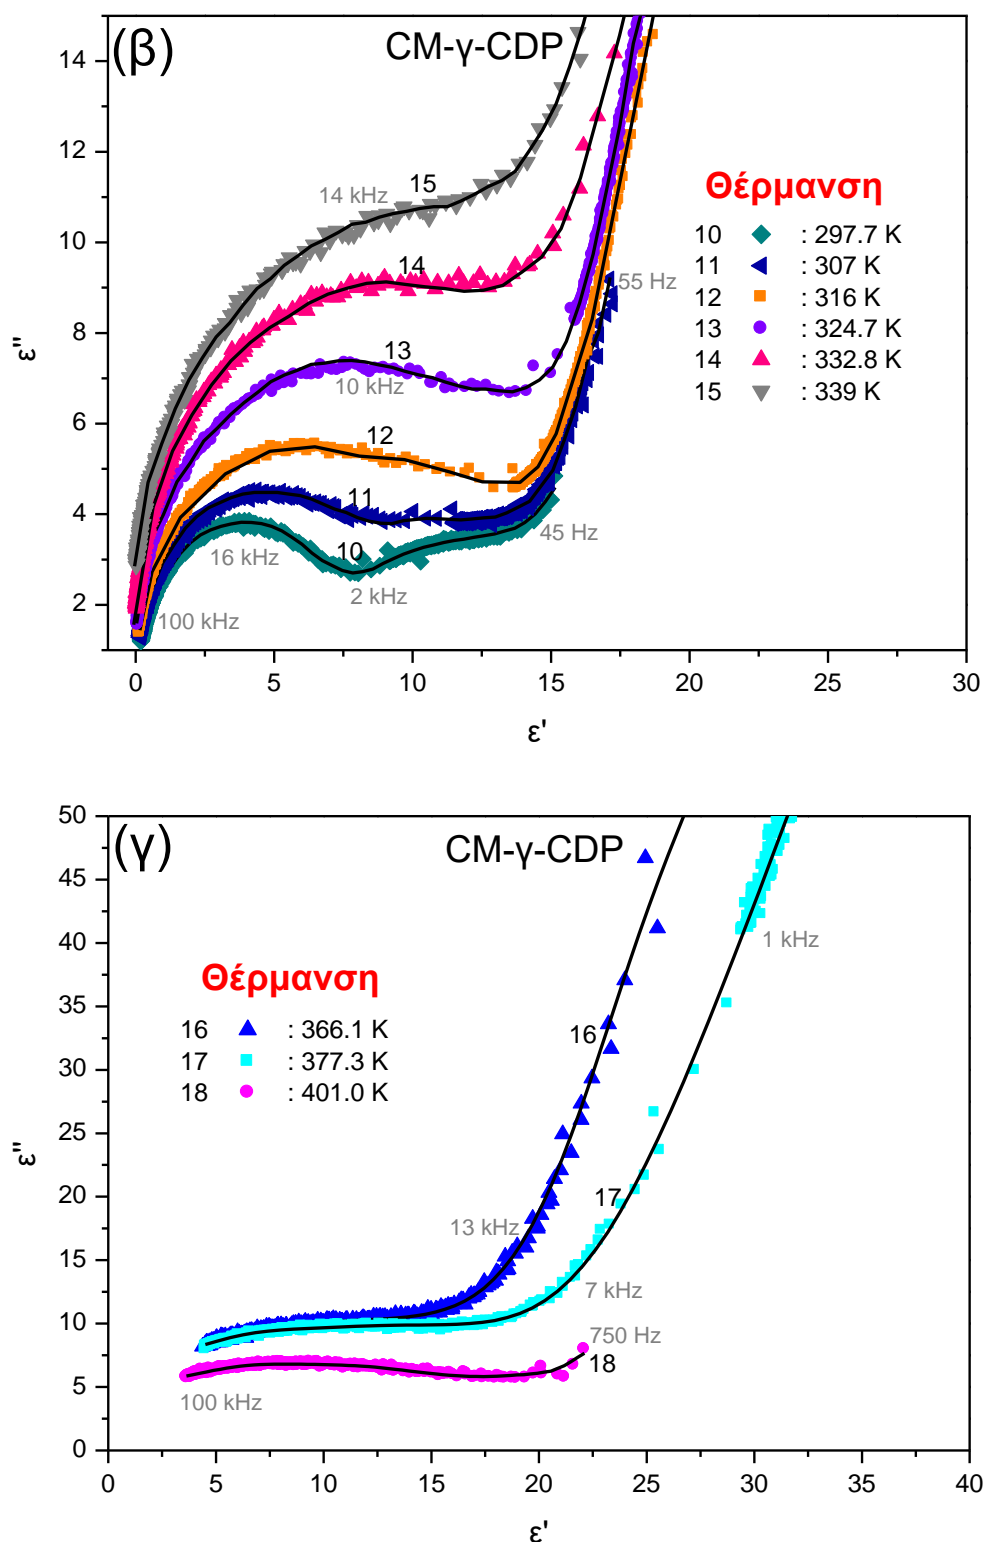 (β)
CM-γ-CDP
14
12
10
8
6
4
2
ε''
Θέρμανση
10 : 297.7 K
11 : 307 K
12 : 316 K
13 : 324.7 K
14 : 332.8 K
15 : 339 K
14 kHz
15
14
55 Hz
13
10 kHz
12
11
16 kHz
10
45 Hz
2 kHz
100 kHz
0 5 10 15 20 25 30
ε'
(γ)
CM-γ-CDP
50
45
40
35
30
25
20
15
10
5
0
ε''
1 kHz
Θέρμανση
16 : 366.1 K
17 : 377.3 K
18 : 401.0 K
16
17
13 kHz
7 kHz
750 Hz
18
100 kHz
0 5 10 15 20 25 30 35 40
ε'